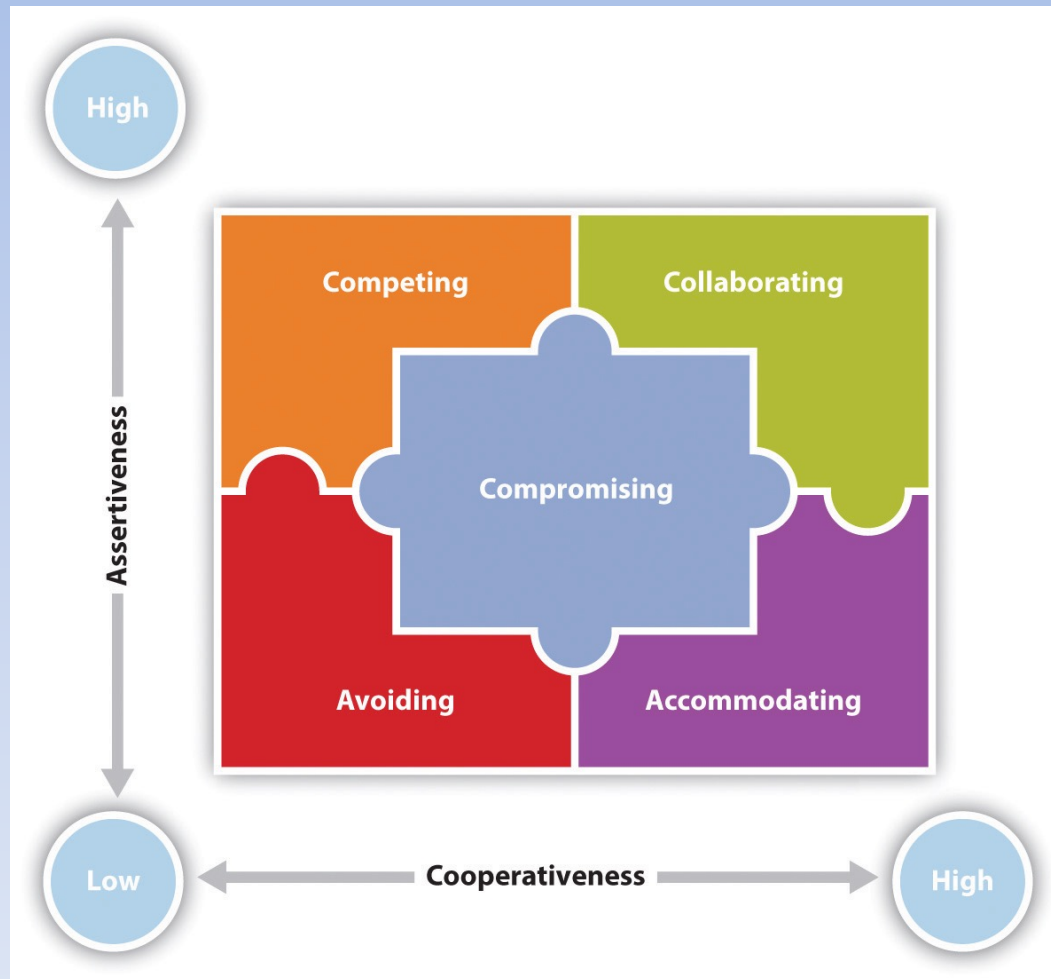 High
Competing
Collaborating
Assertiveness
Compromising
Avoiding
Accommodating
Low
Cooperativeness
High